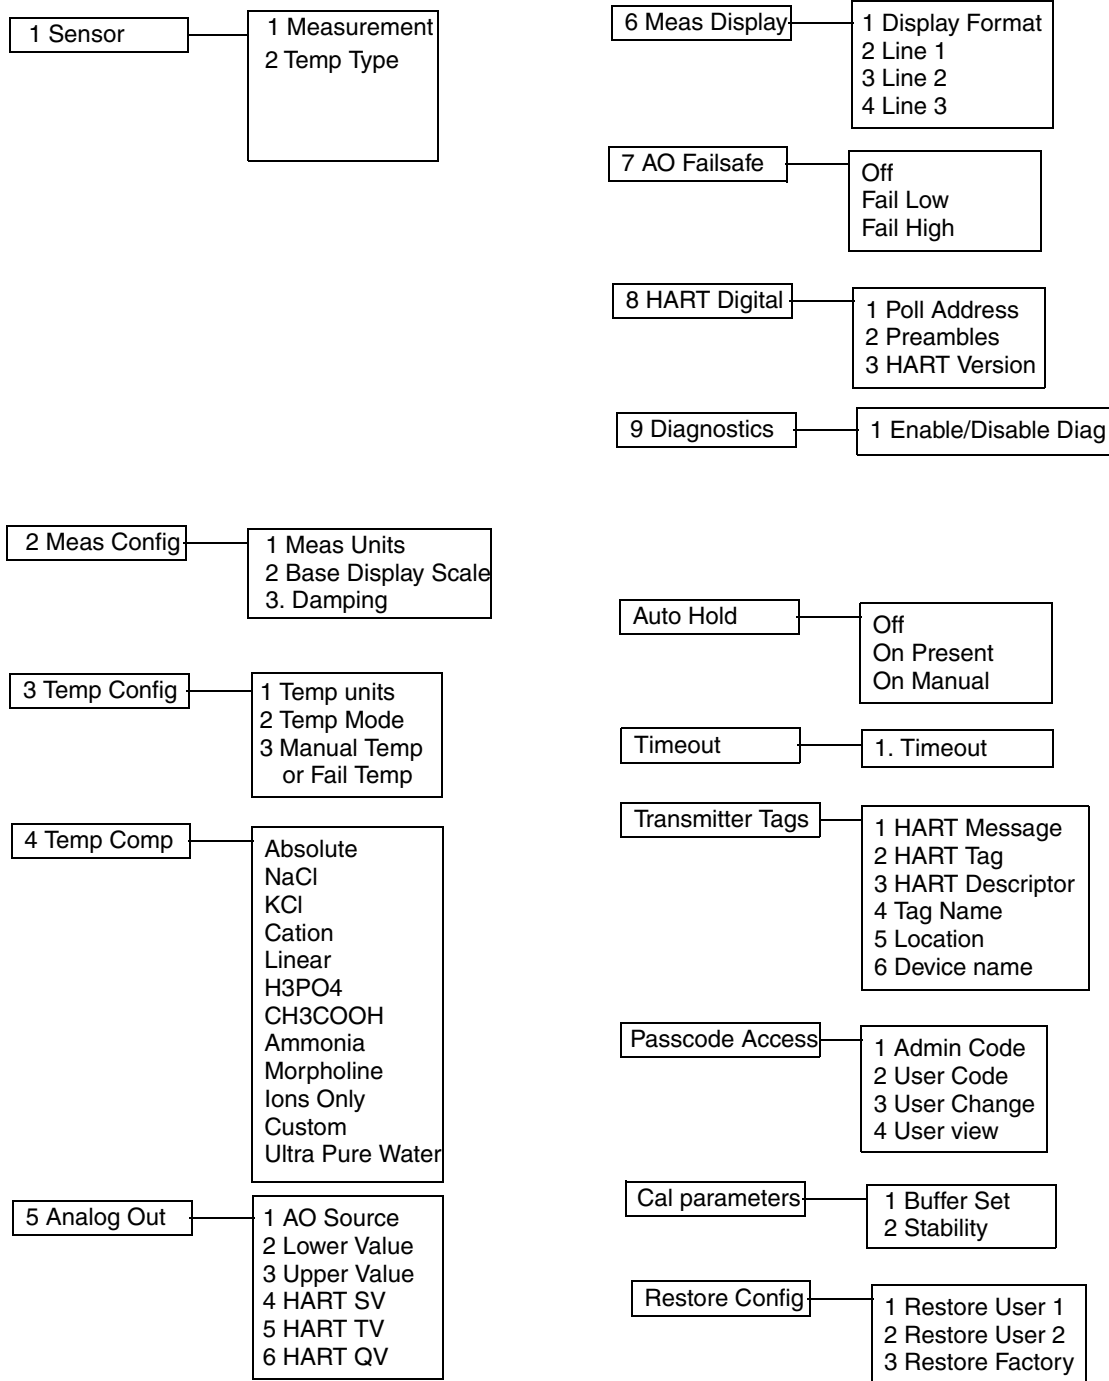 1 Sensor
1 Measurement
2 Temp Type
2 Meas Config
1 Meas Units
2 Base Display Scale
3. Damping
3 Temp Config
1 Temp units
2 Temp Mode
3 Manual Temp
or Fail Temp
4 Temp Comp
Absolute
NaCl
KCl
Cation
Linear
H3PO4
CH3COOH
Ammonia
Morpholine
Ions Only
Custom
Ultra Pure Water
5 Analog Out
1 AO Source
2 Lower Value
3 Upper Value
4 HART SV
5 HART TV
6 HART QV
6 Meas Display
1 Display Format
2 Line 1
3 Line 2
4 Line 3
7 AO Failsafe
Off
Fail Low
Fail High
8 HART Digital
1 Poll Address
2 Preambles
3 HART Version
9 Diagnostics
1 Enable/Disable Diag
Auto Hold
Off
On Present
On Manual
Timeout
1. Timeout
Transmitter Tags
1 HART Message
2 HART Tag
3 HART Descriptor
4 Tag Name
5 Location
6 Device name
Passcode Access
1 Admin Code
2 User Code
3 User Change
4 User view
Cal parameters
1 Buffer Set
2 Stability
Restore Config
1 Restore User 1
2 Restore User 2
3 Restore Factory